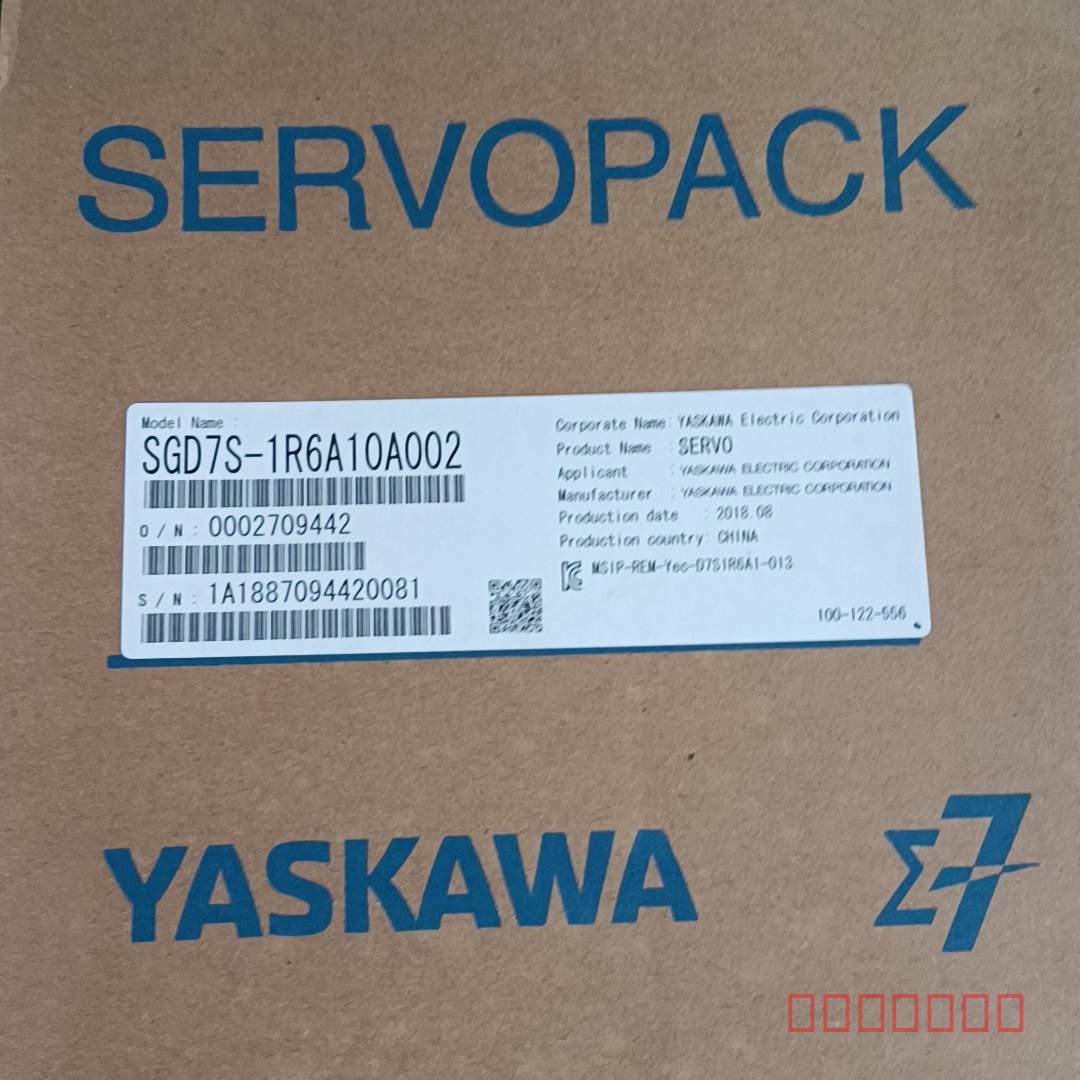 SERVOPACK
Model Name :
SGD7S-1R6A10A002
O / N : 0002709442
S / N : 1A1887094420081
Corporate Name: YASKAWA Electric Corporation
Product Name : SERVO
Applicant : YASKAWA ELECTRIC CORPORATION
Manufacturer : YASKAWA ELECTRIC CORPORATION
Production date : 2018.08
Production country: CHINA
MSIP-REM-Yec-D7S1R6A1-013
100-122-556
YASKAWA
Σ7